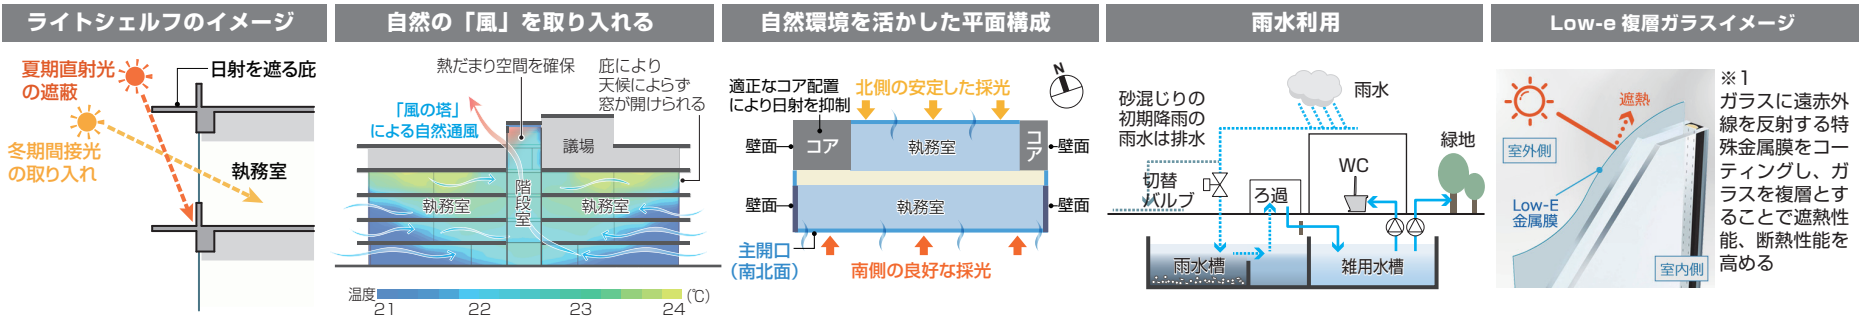 ライトシェルフのイメージ
夏期直射光
の遮蔽
日射を遮る庇
冬期間接光
の取り入れ
執務室
自然の「風」を取り入れる
熱だまり空間を確保
庇により
天候によらず
窓が開けられる
「風の塔」
による自然通風
議場
階段室
執務室
執務室
温度
21
22
23
24
(℃)
自然環境を活かした平面構成
適正なコア配置
により日射を抑制
北側の安定した採光
N
壁面
コア
執務室
コア
壁面
壁面
執務室
壁面
主開口
（南北面）
南側の良好な採光
雨水利用
砂混じりの
初期降雨の
雨水は排水
雨水
緑地
WC
切替
バルブ
ろ過
雨水槽
雑用水槽
Low-e 複層ガラスイメージ
遮熱
室外側
Low-E
金属膜
室内側
※1
ガラスに遠赤外
線を反射する特
殊金属膜をコー
ティングし、ガ
ラスを複層とす
ることで遮熱性
能、断熱性能を
高める